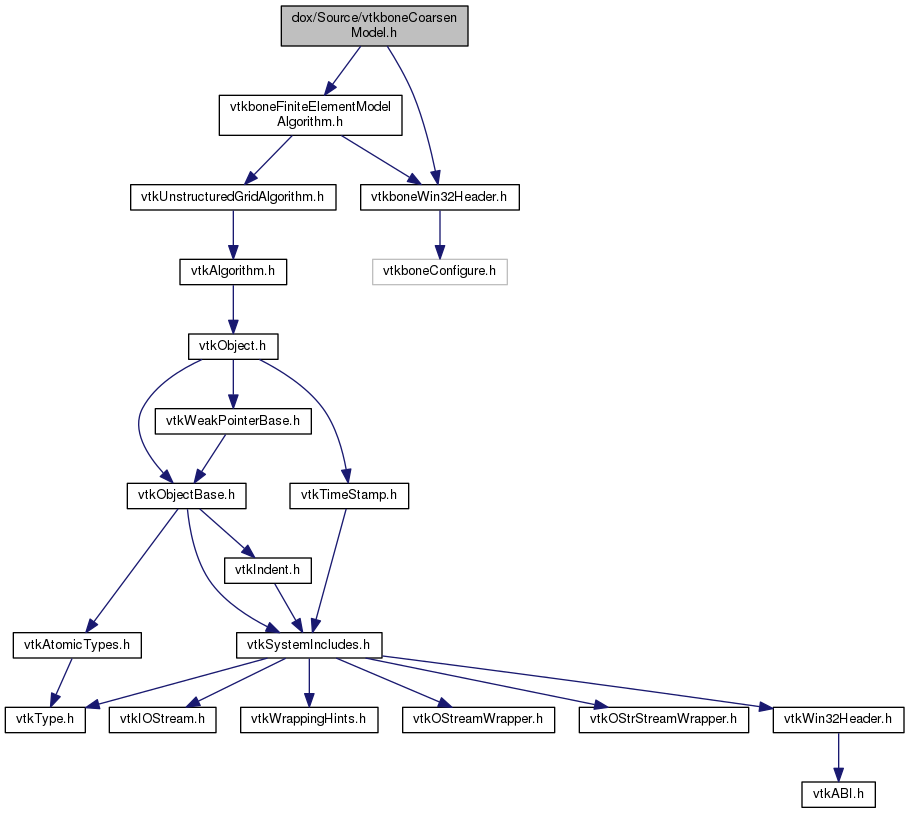 dox/Source/vtkboneCoarsen
Model.h
vtkboneFiniteElementModel
Algorithm.h
vtkUnstructuredGridAlgorithm.h
vtkboneWin32Header.h
vtkAlgorithm.h
vtkboneConfigure.h
vtkObject.h
vtkWeakPointerBase.h
vtkObjectBase.h
vtkTimeStamp.h
vtkIndent.h
vtkAtomicTypes.h
vtkSystemIncludes.h
vtkType.h
vtkIOStream.h
vtkWrappingHints.h
vtkOStreamWrapper.h
vtkOStrStreamWrapper.h
vtkWin32Header.h
vtkABI.h